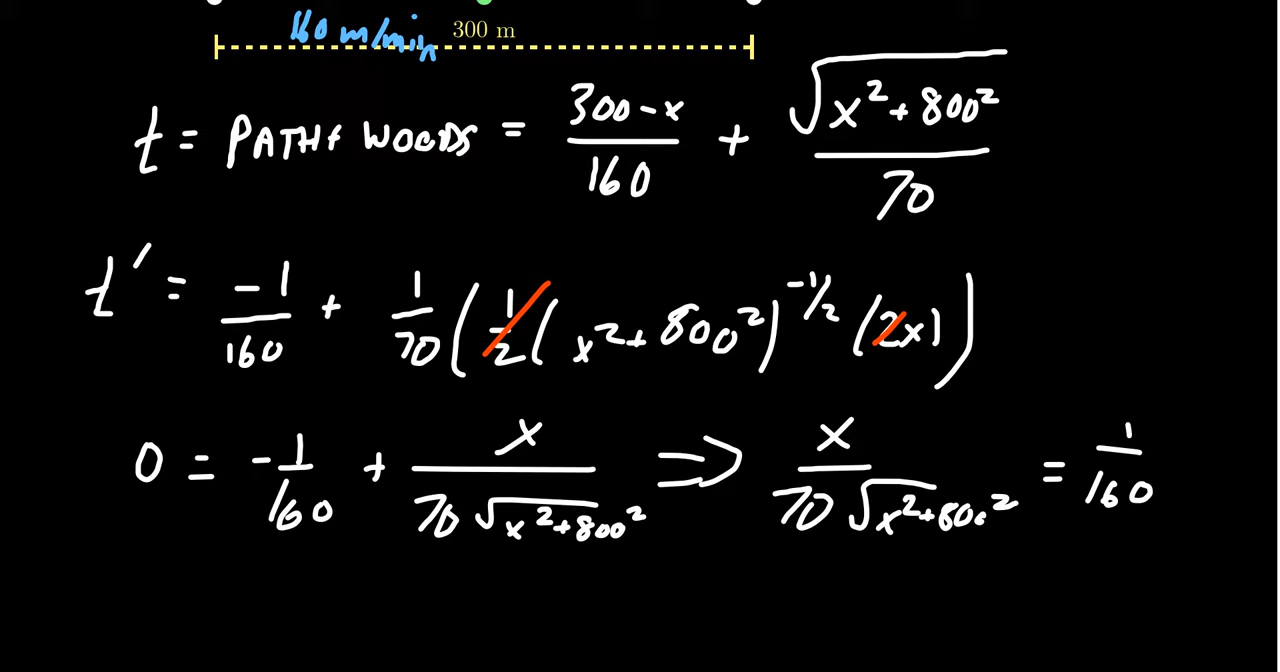 160 m/min 300 m
t = PATH + WOODS = (300 - x)/160 + √(x² + 800²)/70
t' = -1/160 + 1/70 (1/2 (x² + 800²)^(-1/2) (2x))
0 = -1/160 + x/(70 √(x² + 800²)) ⇒ x/(70 √(x² + 800²)) = 1/160